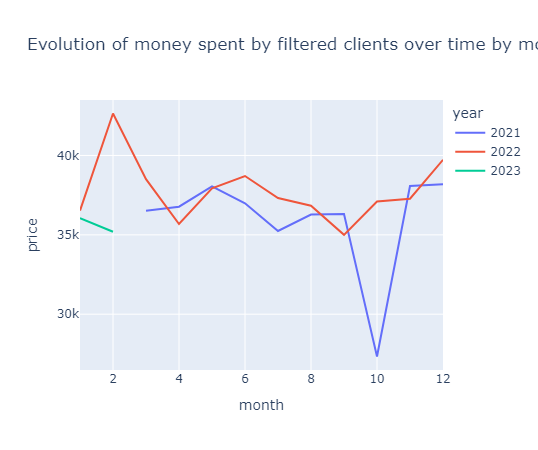 Evolution of money spent by filtered clients over time by mo
year
2021
2022
2023
40k
35k
30k
price
2
4
6
8
10
12
month